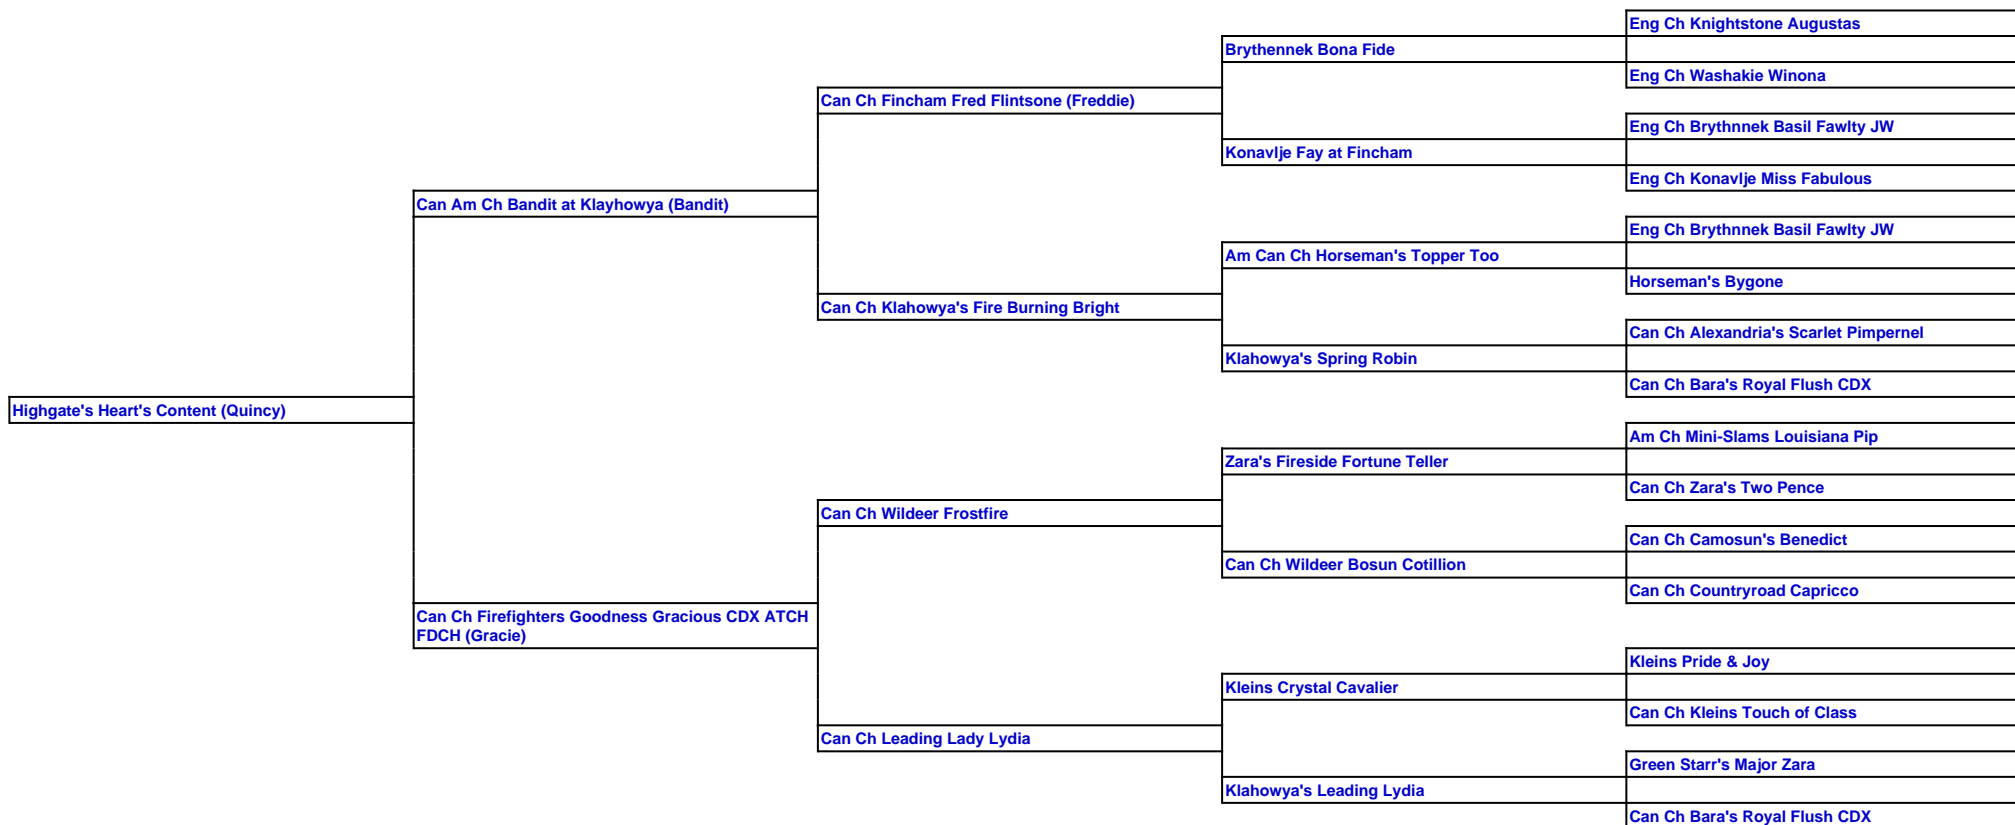 Eng Ch Knightstone Augustas
Brythennek Bona Fide
Eng Ch Washakie Winona
Can Ch Fincham Fred Flintsone (Freddie)
Eng Ch Brythnnek Basil Fawlty JW
Konavlje Fay at Fincham
Eng Ch Konavlje Miss Fabulous
Can Am Ch Bandit at Klayhowya (Bandit)
Eng Ch Brythnnek Basil Fawlty JW
Am Can Ch Horseman's Topper Too
Horseman's Bygone
Can Ch Klahowya's Fire Burning Bright
Can Ch Alexandria's Scarlet Pimpernel
Klahowya's Spring Robin
Can Ch Bara's Royal Flush CDX
Highgate's Heart's Content (Quincy)
Am Ch Mini-Slams Louisiana Pip
Zara's Fireside Fortune Teller
Can Ch Zara's Two Pence
Can Ch Wildeer Frostfire
Can Ch Camosun's Benedict
Can Ch Wildeer Bosun Cotillion
Can Ch Countryroad Capricco
Can Ch Firefighters Goodness Gracious CDX ATCH
FDCH (Gracie)
Kleins Pride & Joy
Kleins Crystal Cavalier
Can Ch Kleins Touch of Class
Can Ch Leading Lady Lydia
Green Starr's Major Zara
Klahowya's Leading Lydia
Can Ch Bara's Royal Flush CDX